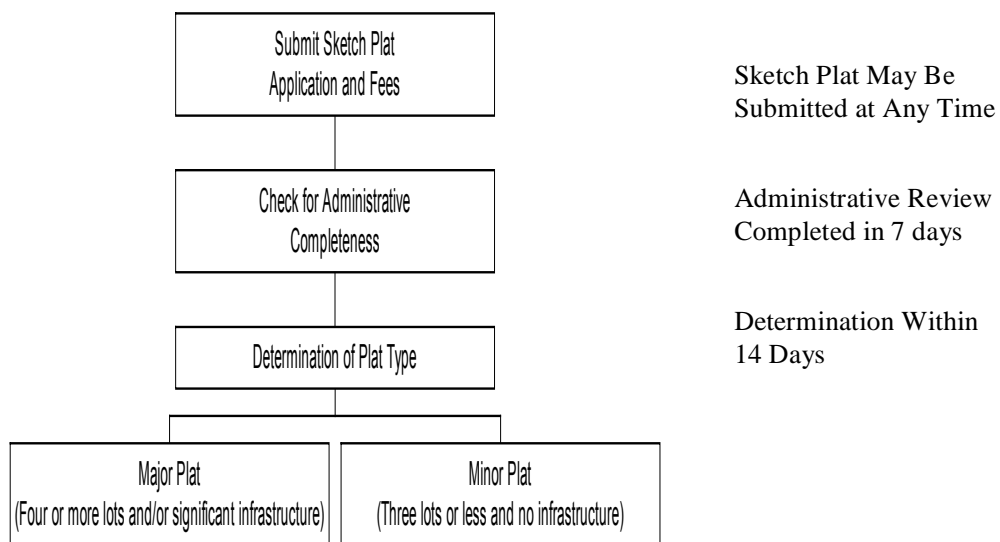 Submit Sketch Plat
Application and Fees
Sketch Plat May Be
Submitted at Any Time
Check for Administrative
Completeness
Administrative Review
Completed in 7 days
Determination of Plat Type
Determination Within
14 Days
Major Plat
(Four or more lots and/or significant infrastructure)
Minor Plat
(Three lots or less and no infrastructure)